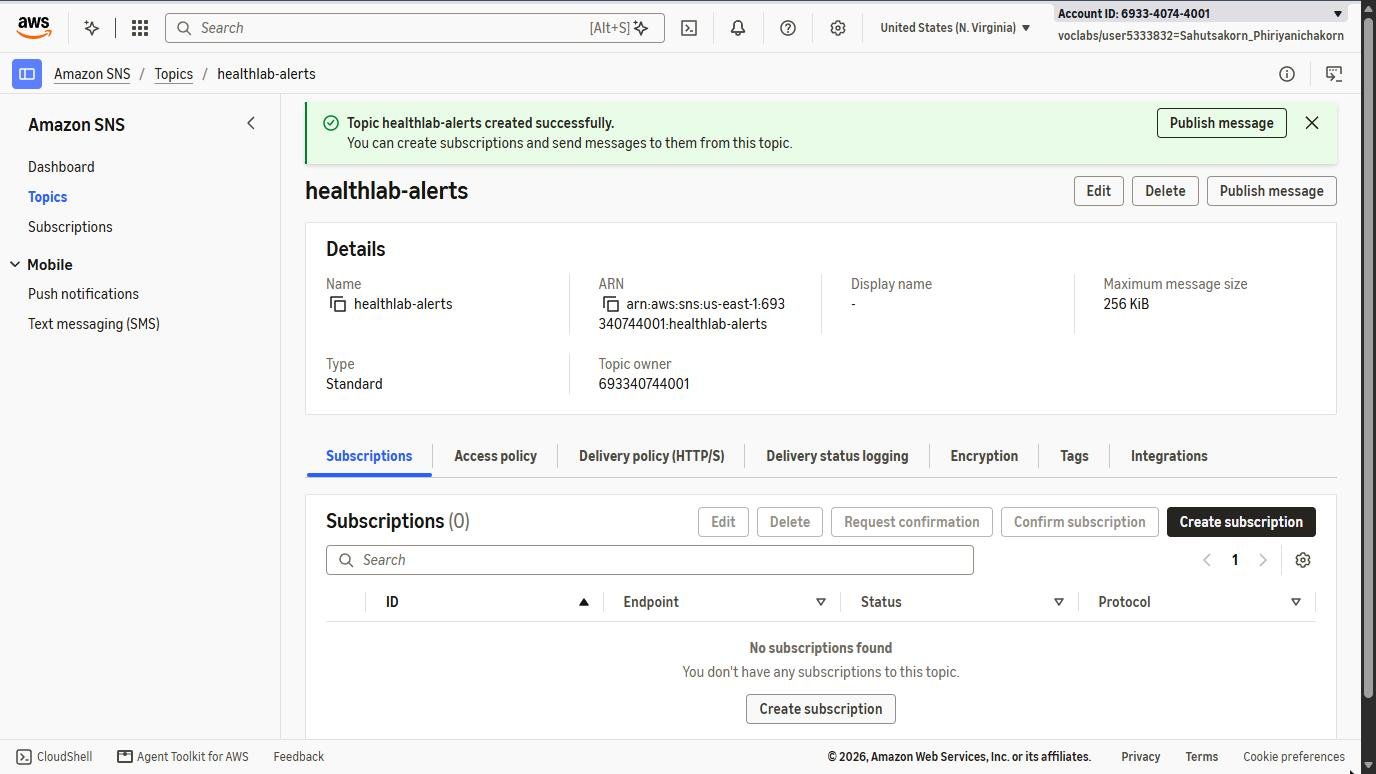 aws
Search
[Alt+S]
United States (N. Virginia)
Account ID: 6933-4074-4001
voclabs/user5333832=Sahutsakorn_Phiriyanichakorn
Amazon SNS / Topics / healthlab-alerts
Amazon SNS
Dashboard
Topics
Subscriptions
Mobile
Push notifications
Text messaging (SMS)
Topic healthlab-alerts created successfully.
You can create subscriptions and send messages to them from this topic.
Publish message
healthlab-alerts
Edit
Delete
Publish message
Details
Name
healthlab-alerts
ARN
arn:aws:sns:us-east-1:693
340744001:healthlab-alerts
Display name
-
Maximum message size
256 KiB
Type
Standard
Topic owner
693340744001
Subscriptions
Access policy
Delivery policy (HTTP/S)
Delivery status logging
Encryption
Tags
Integrations
Subscriptions (0)
Edit
Delete
Request confirmation
Confirm subscription
Create subscription
Search
1
ID
Endpoint
Status
Protocol
No subscriptions found
You don't have any subscriptions to this topic.
Create subscription
CloudShell
Agent Toolkit for AWS
Feedback
© 2026, Amazon Web Services, Inc. or its affiliates.
Privacy
Terms
Cookie preferences